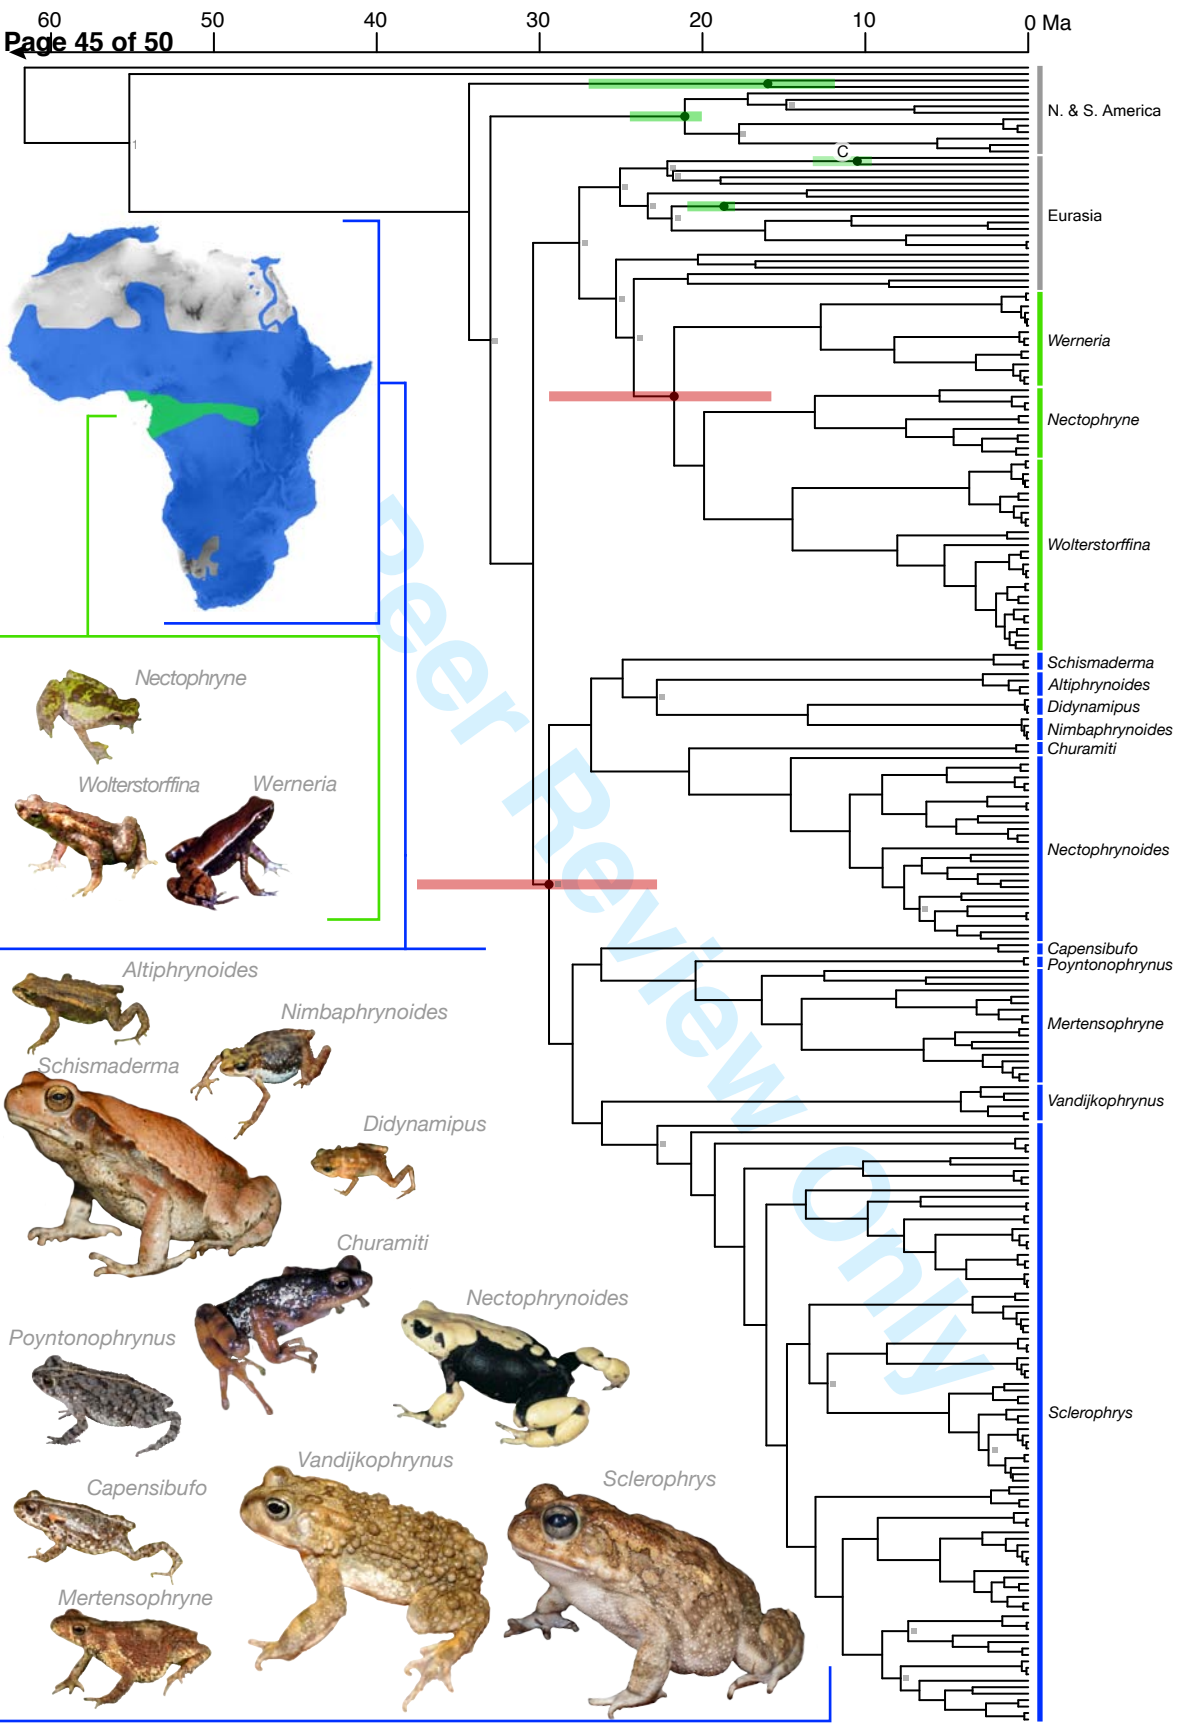 60 50 40 30 20 10 0 Ma
Page 45 of 50
N. & S. America
1
C
Eurasia
Werneria
Nectophryne
Wolterstorffina
Schismaderma
Altiphrynoides
Didynamipus
Nimbaphrynoides
Churamiti
Nectophrynoides
Capensibufo
Poyntonophrynus
Mertensophryne
Vandijkophrynus
Sclerophrys
Nectophryne
Wolterstorffina
Werneria
Altiphrynoides
Nimbaphrynoides
Schismaderma
Didynamipus
Churamiti
Nectophrynoides
Poyntonophrynus
Vandijkophrynus
Capensibufo
Sclerophrys
Mertensophryne
Peer Review Only